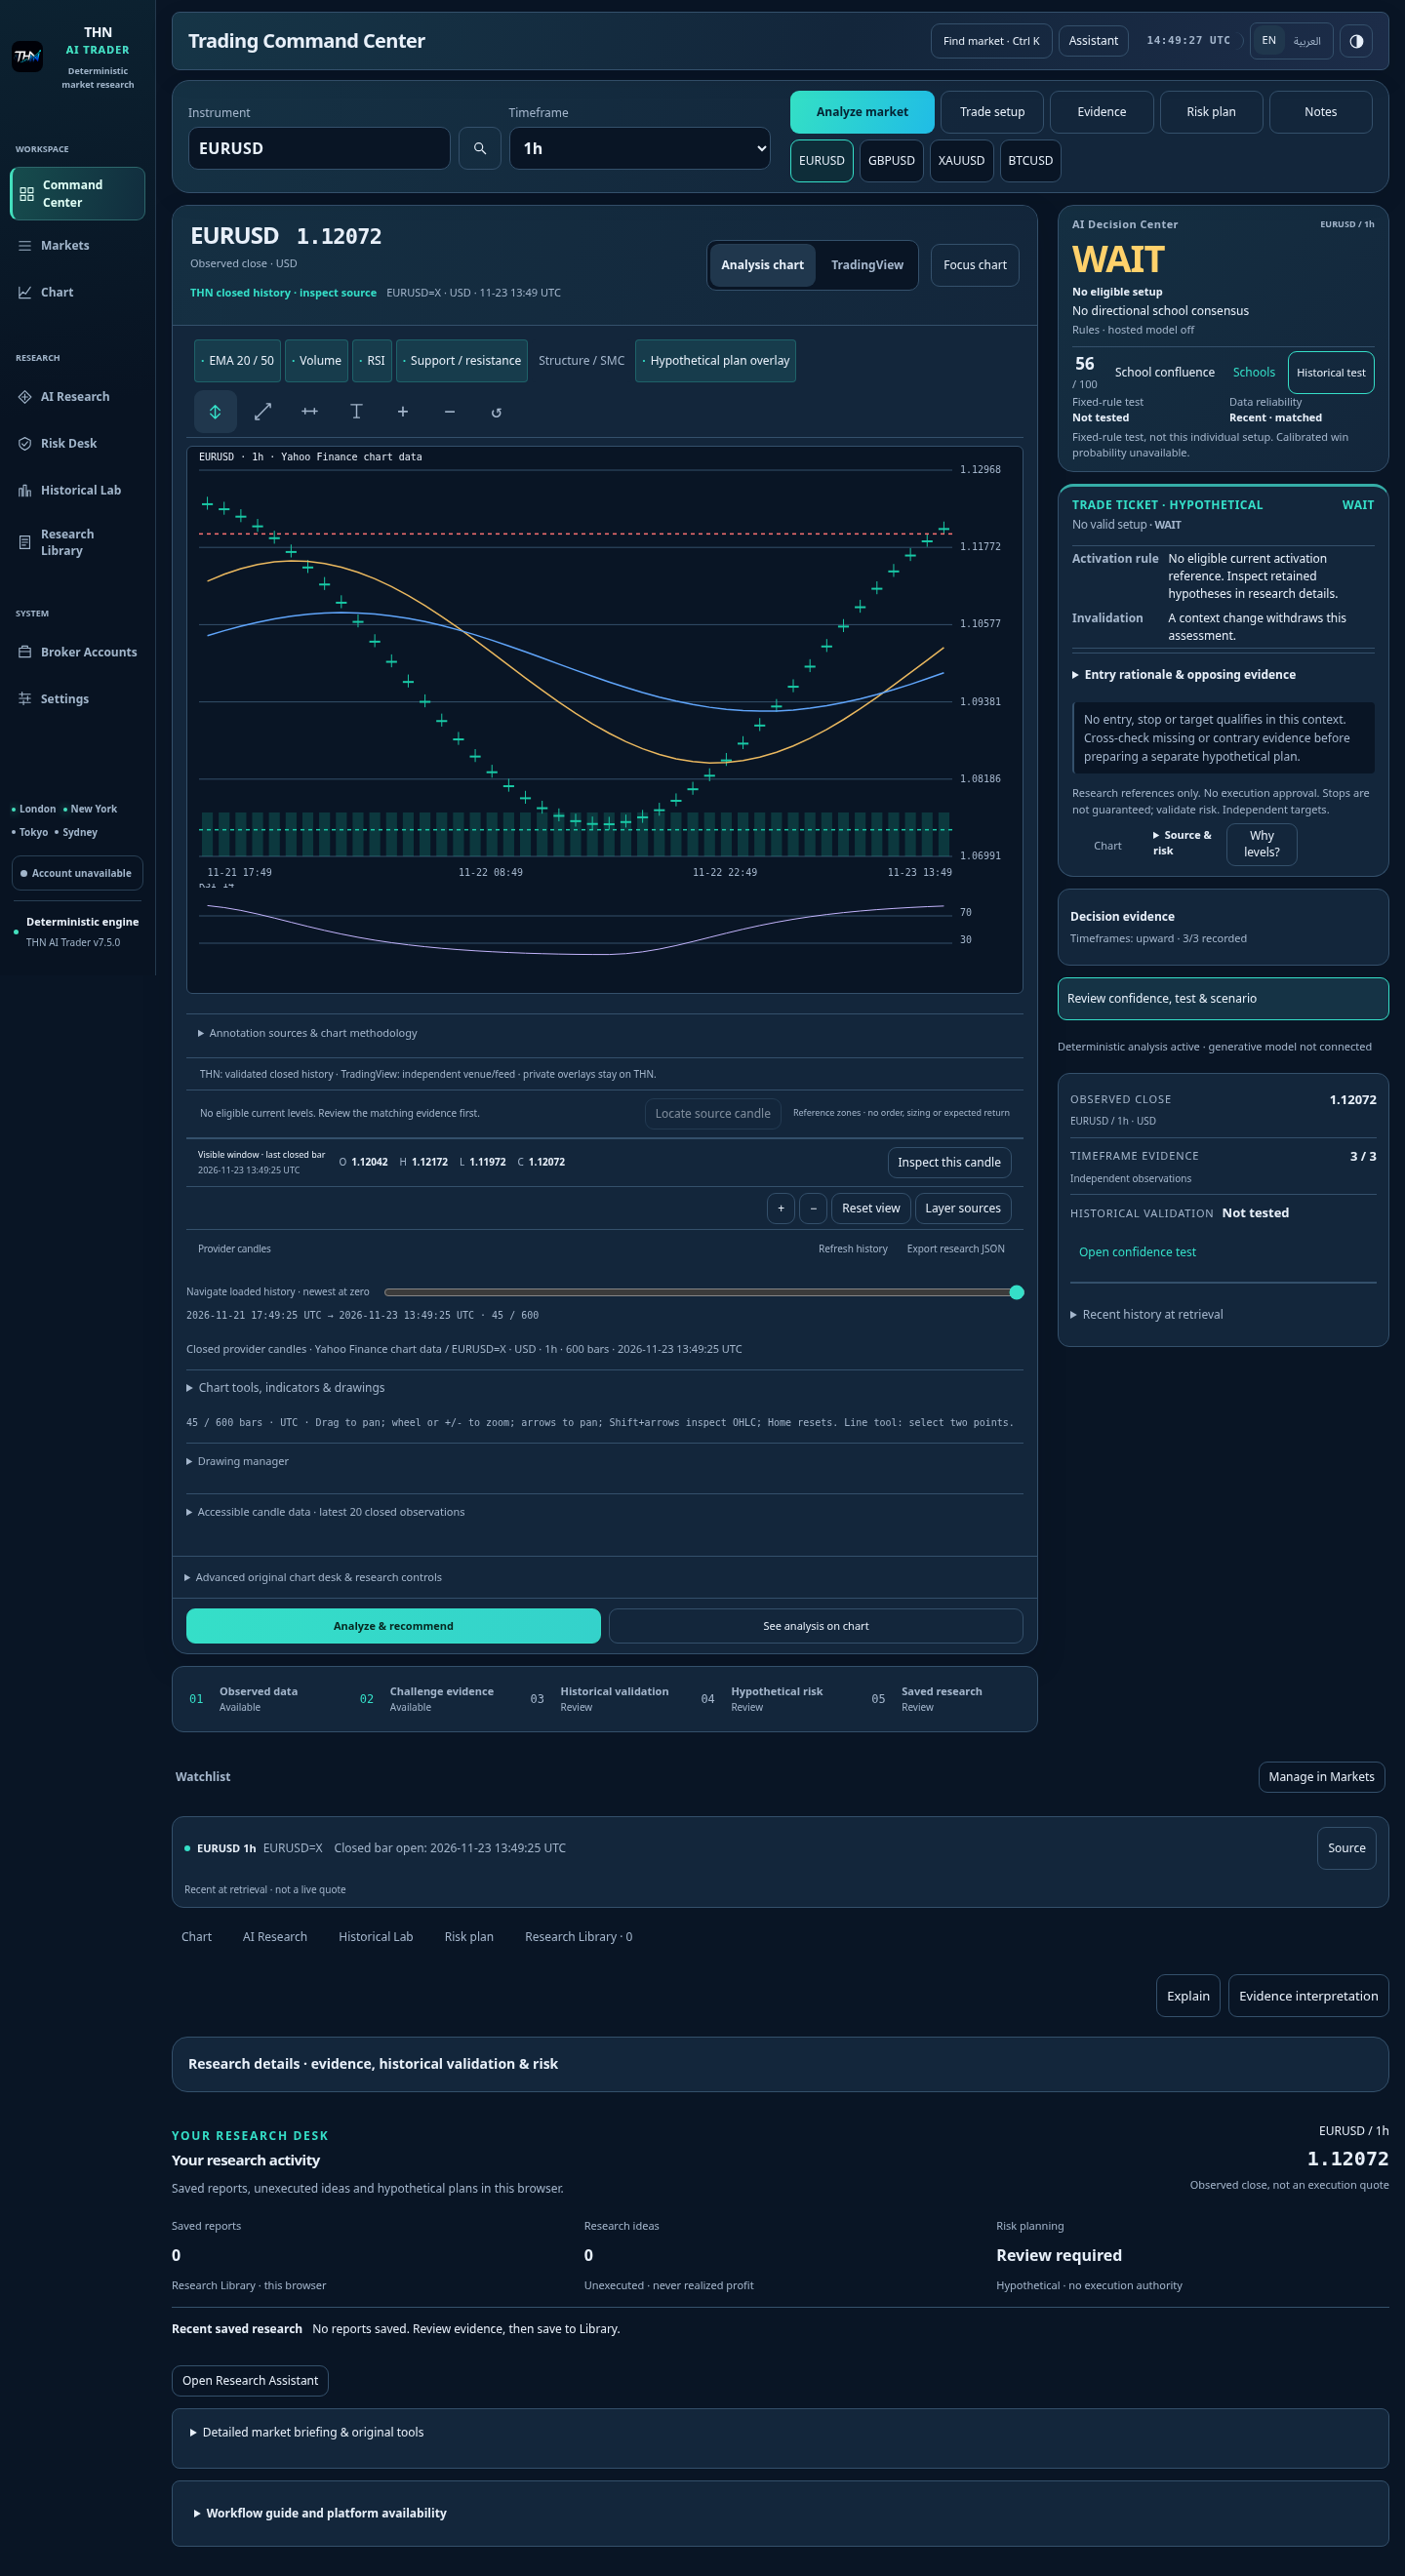 THN
AI TRADER
Deterministic
market research
WORKSPACE
Command
Center
Markets
Chart
RESEARCH
AI Research
Risk Desk
Historical Lab
Research
Library
SYSTEM
Broker Accounts
Settings
London New York
Tokyo Sydney
Account unavailable
Deterministic engine
THN AI Trader v7.5.0
Trading Command Center
Find market · Ctrl K
Assistant
14:49:27 UTC
EN
العربية
Instrument
EURUSD
Timeframe
1h
Analyze market
Trade setup
Evidence
Risk plan
Notes
EURUSD
GBPUSD
XAUUSD
BTCUSD
EURUSD 1.12072
Observed close · USD
THN closed history · inspect source EURUSD=X · USD · 11-23 13:49 UTC
Analysis chart
TradingView
Focus chart
· EMA 20 / 50
· Volume
· RSI
· Support / resistance
Structure / SMC
· Hypothetical plan overlay
EURUSD · 1h · Yahoo Finance chart data
1.12968
1.11772
1.10577
1.09381
1.08186
1.06991
11-21 17:49
11-22 08:49
11-22 22:49
11-23 13:49
RSI 14
70
30
Annotation sources & chart methodology
THN: validated closed history · TradingView: independent venue/feed · private overlays stay on THN.
No eligible current levels. Review the matching evidence first.
Locate source candle
Reference zones · no order, sizing or expected return
Visible window · last closed bar
2026-11-23 13:49:25 UTC
O 1.12042 H 1.12172 L 1.11972 C 1.12072
Inspect this candle
+
−
Reset view
Layer sources
Provider candles
Refresh history
Export research JSON
Navigate loaded history · newest at zero
2026-11-21 17:49:25 UTC → 2026-11-23 13:49:25 UTC · 45 / 600
Closed provider candles · Yahoo Finance chart data / EURUSD=X · USD · 1h · 600 bars · 2026-11-23 13:49:25 UTC
Chart tools, indicators & drawings
45 / 600 bars · UTC · Drag to pan; wheel or +/- to zoom; arrows to pan; Shift+arrows inspect OHLC; Home resets. Line tool: select two points.
Drawing manager
Accessible candle data · latest 20 closed observations
Advanced original chart desk & research controls
Analyze & recommend
See analysis on chart
01 Observed data
Available
02 Challenge evidence
Available
03 Historical validation
Review
04 Hypothetical risk
Review
05 Saved research
Review
AI Decision Center
EURUSD / 1h
WAIT
No eligible setup
No directional school consensus
Rules · hosted model off
56
/ 100
School confluence
Schools
Historical test
Fixed-rule test
Not tested
Data reliability
Recent · matched
Fixed-rule test, not this individual setup. Calibrated win
probability unavailable.
TRADE TICKET · HYPOTHETICAL
WAIT
No valid setup · WAIT
Activation rule
No eligible current activation
reference. Inspect retained
hypotheses in research details.
Invalidation
A context change withdraws this
assessment.
Entry rationale & opposing evidence
No entry, stop or target qualifies in this context.
Cross-check missing or contrary evidence before
preparing a separate hypothetical plan.
Research references only. No execution approval. Stops are
not guaranteed; validate risk. Independent targets.
Chart
Source &
risk
Why
levels?
Decision evidence
Timeframes: upward · 3/3 recorded
Review confidence, test & scenario
Deterministic analysis active · generative model not connected
OBSERVED CLOSE 1.12072
EURUSD / 1h · USD
TIMEFRAME EVIDENCE 3 / 3
Independent observations
HISTORICAL VALIDATION Not tested
Open confidence test
Recent history at retrieval
Watchlist
Manage in Markets
EURUSD 1h EURUSD=X Closed bar open: 2026-11-23 13:49:25 UTC
Source
Recent at retrieval · not a live quote
Chart
AI Research
Historical Lab
Risk plan
Research Library · 0
Explain
Evidence interpretation
Research details · evidence, historical validation & risk
YOUR RESEARCH DESK
Your research activity
Saved reports, unexecuted ideas and hypothetical plans in this browser.
EURUSD / 1h
1.12072
Observed close, not an execution quote
Saved reports
0
Research Library · this browser
Research ideas
0
Unexecuted · never realized profit
Risk planning
Review required
Hypothetical · no execution authority
Recent saved research No reports saved. Review evidence, then save to Library.
Open Research Assistant
Detailed market briefing & original tools
Workflow guide and platform availability